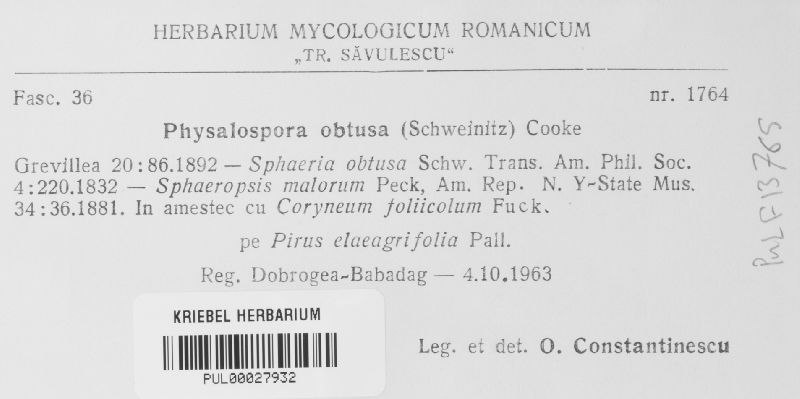 HERBARIUM MYCOLOGICUM ROMANICUM
„TR. SĂVULESCU“
Fasc. 36 nr. 1764
Physalospora obtusa (Schweinitz) Cooke
Grevillea 20:86.1892 — Sphaeria obtusa Schw. Trans. Am. Phil. Soc.
4:220.1832 — Sphaeropsis malorum Peck, Am. Rep. N. Y-State Mus.
34:36.1881. In amestec cu Coryneum foliicolum Fuck.
pe Pirus elaeagrifolia Pall.
Reg. Dobrogea-Babadag — 4.10.1963
Leg. et det. O. Constantinescu
KRIEBEL HERBARIUM
PUL00027932
PULF13765